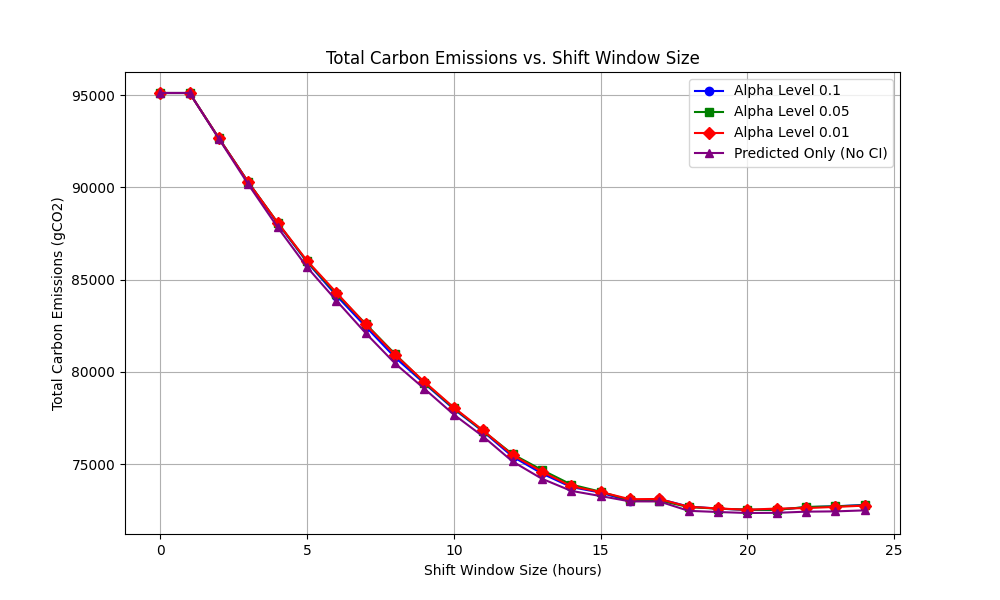 Total Carbon Emissions vs. Shift Window Size
Alpha Level 0.1
Alpha Level 0.05
Alpha Level 0.01
Predicted Only (No CI)
Total Carbon Emissions (gCO2)
95000
90000
85000
80000
75000
0 5 10 15 20 25
Shift Window Size (hours)